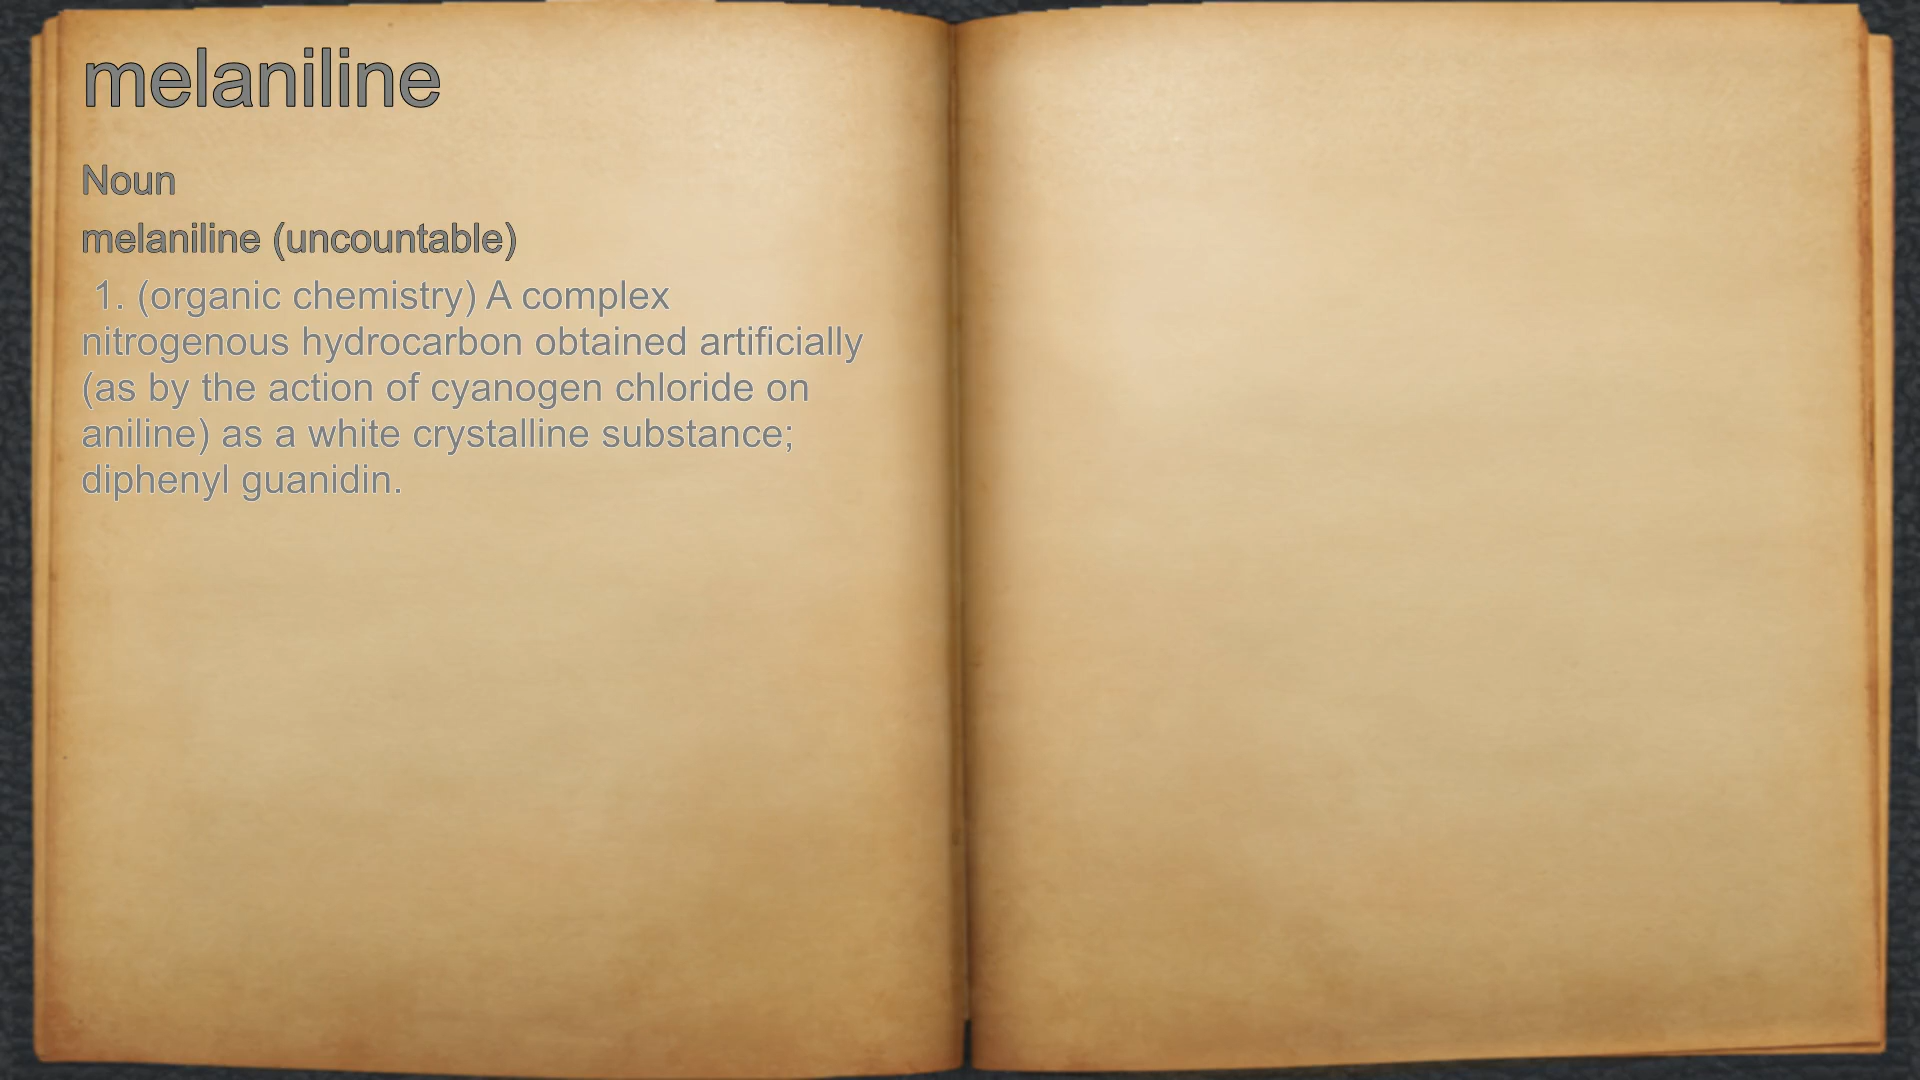 melaniline
Noun
melaniline (uncountable)
1. (organic chemistry) A complex
nitrogenous hydrocarbon obtained artificially
(as by the action of cyanogen chloride on
aniline) as a white crystalline substance;
diphenyl guanidin.